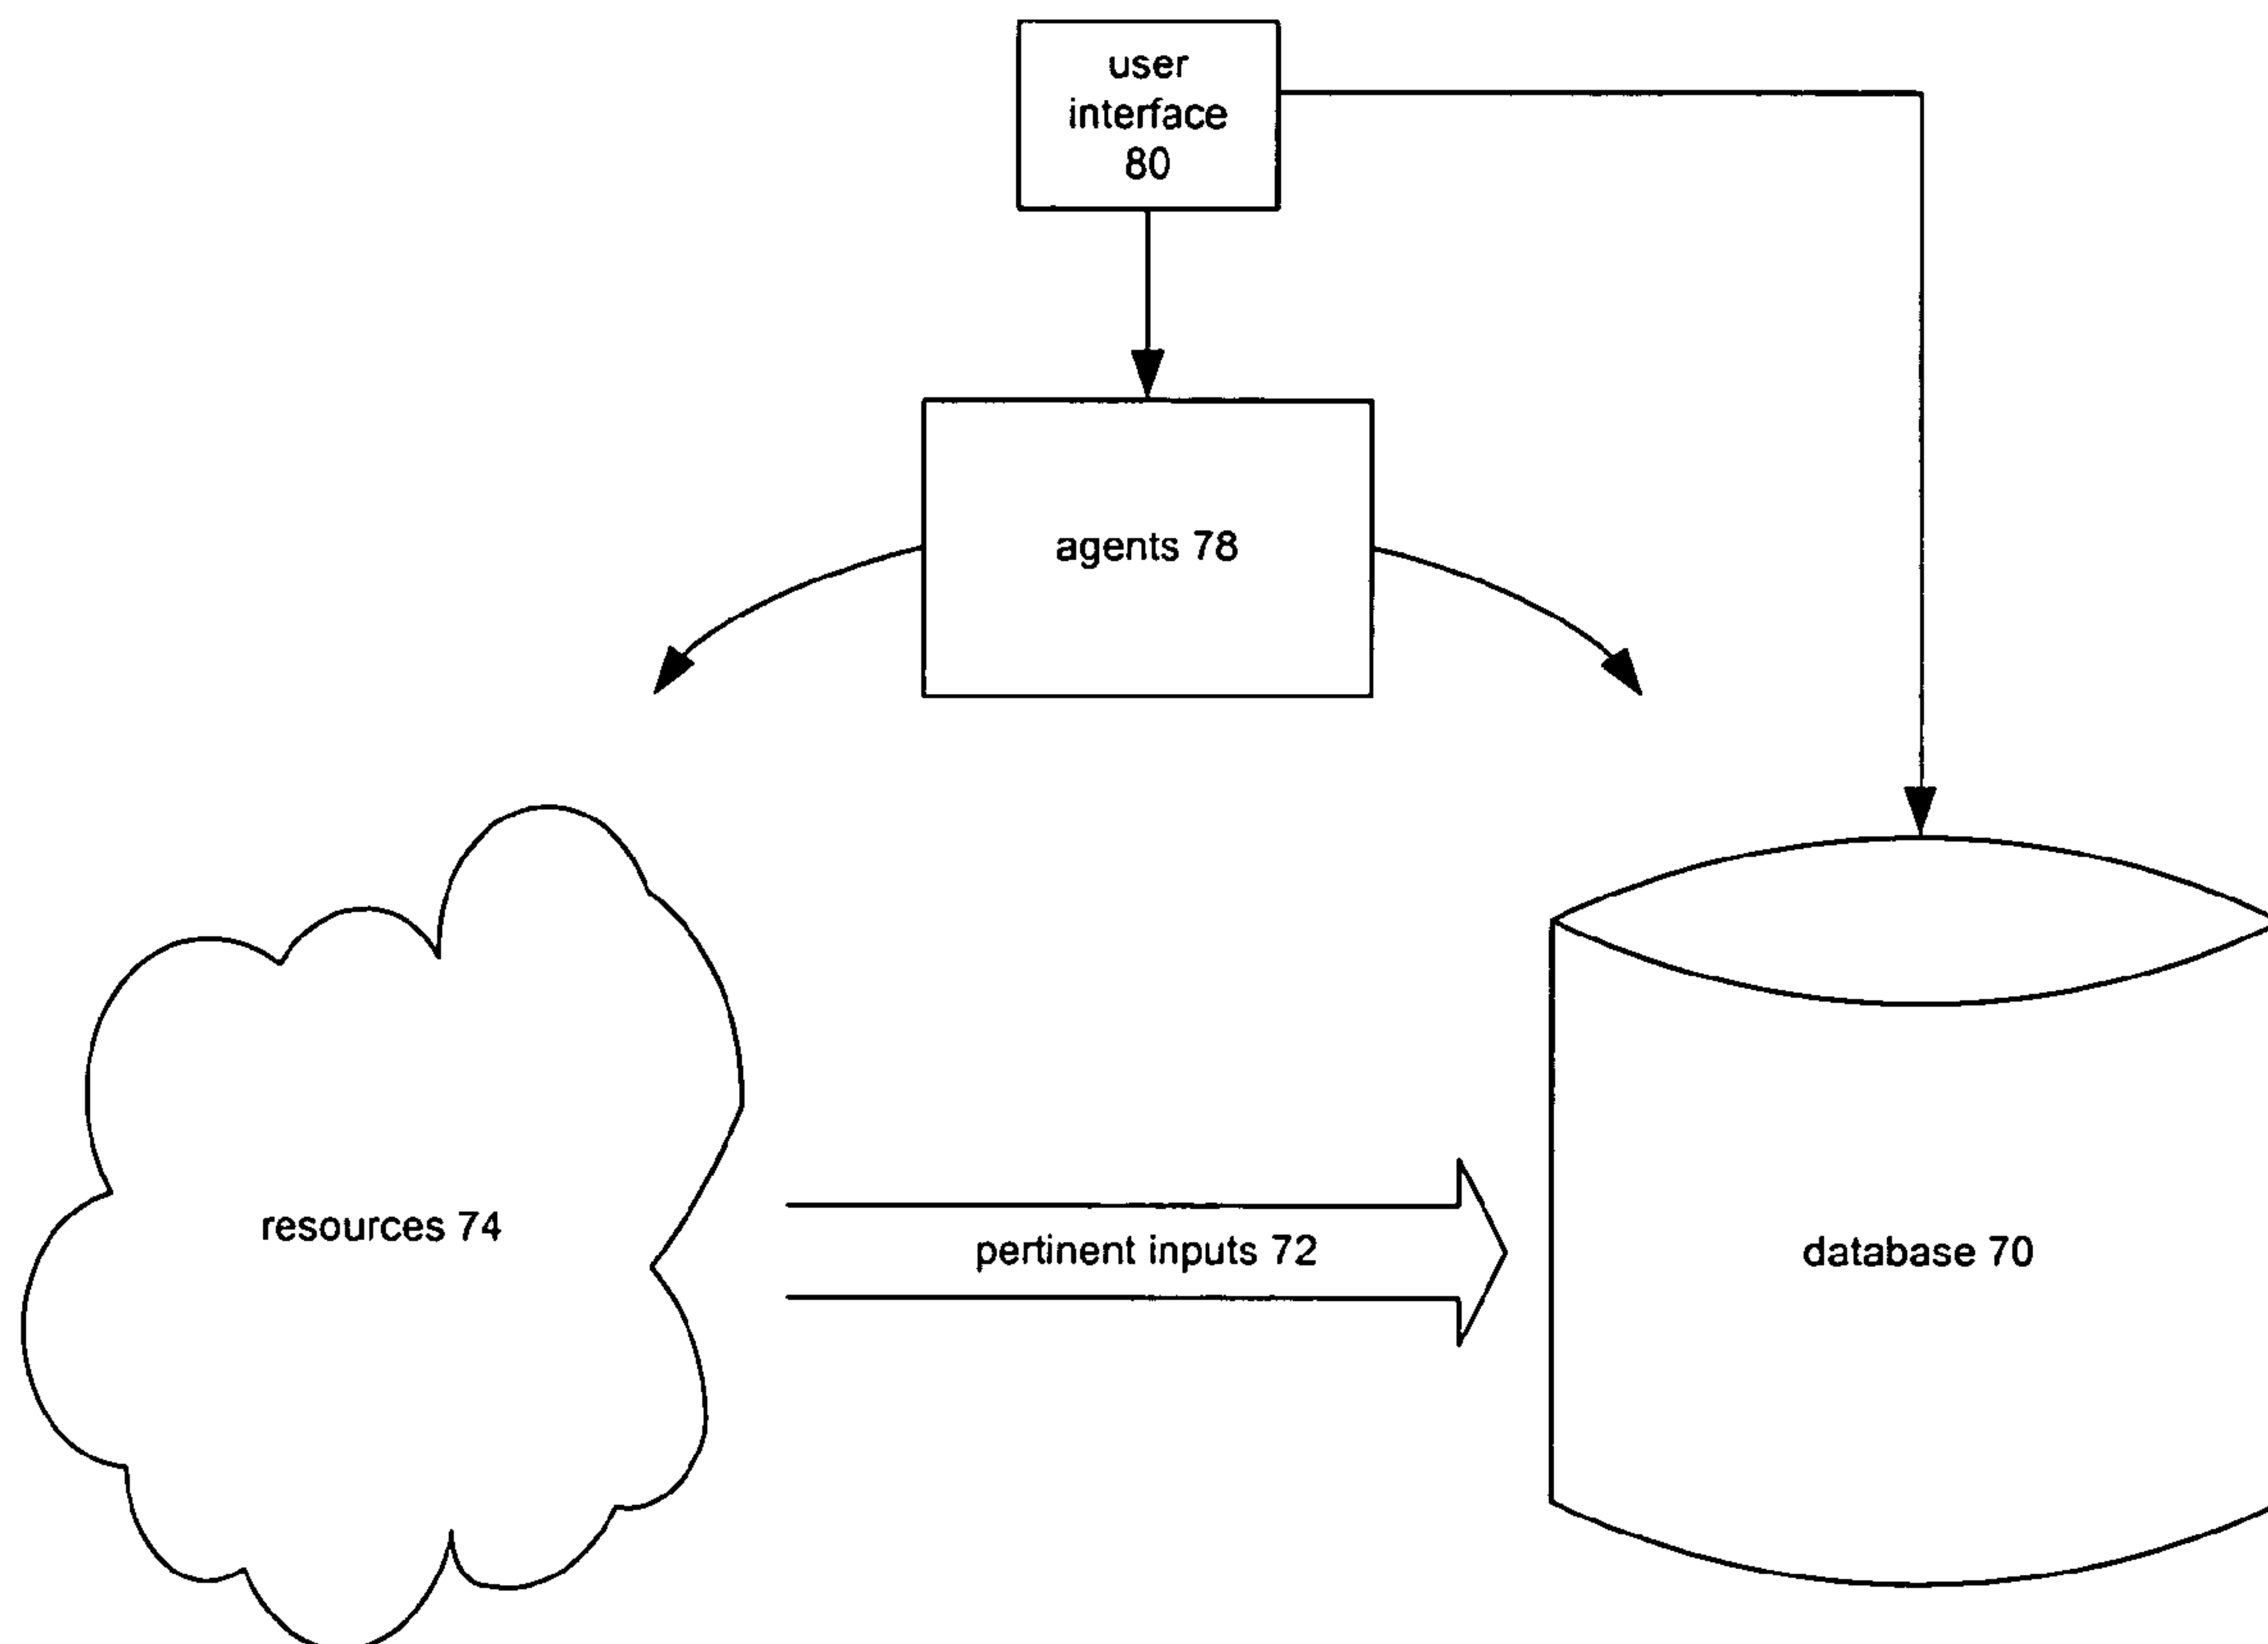 user
interface
80
agents 78
resources 74
pertinent inputs 72
database 70